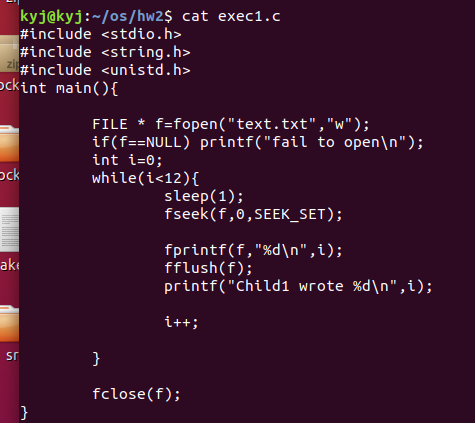 kyj@kyj:~/os/hw2$ cat exec1.c
#include <stdio.h>
#include <string.h>
#include <unistd.h>
int main(){
FILE * f=fopen("text.txt","w");
if(f==NULL) printf("fail to open\n");
int i=0;
while(i<12){
sleep(1);
fseek(f,0,SEEK_SET);
fprintf(f,"%d\n",i);
fflush(f);
printf("Child1 wrote %d\n",i);
i++;
}
fclose(f);
}